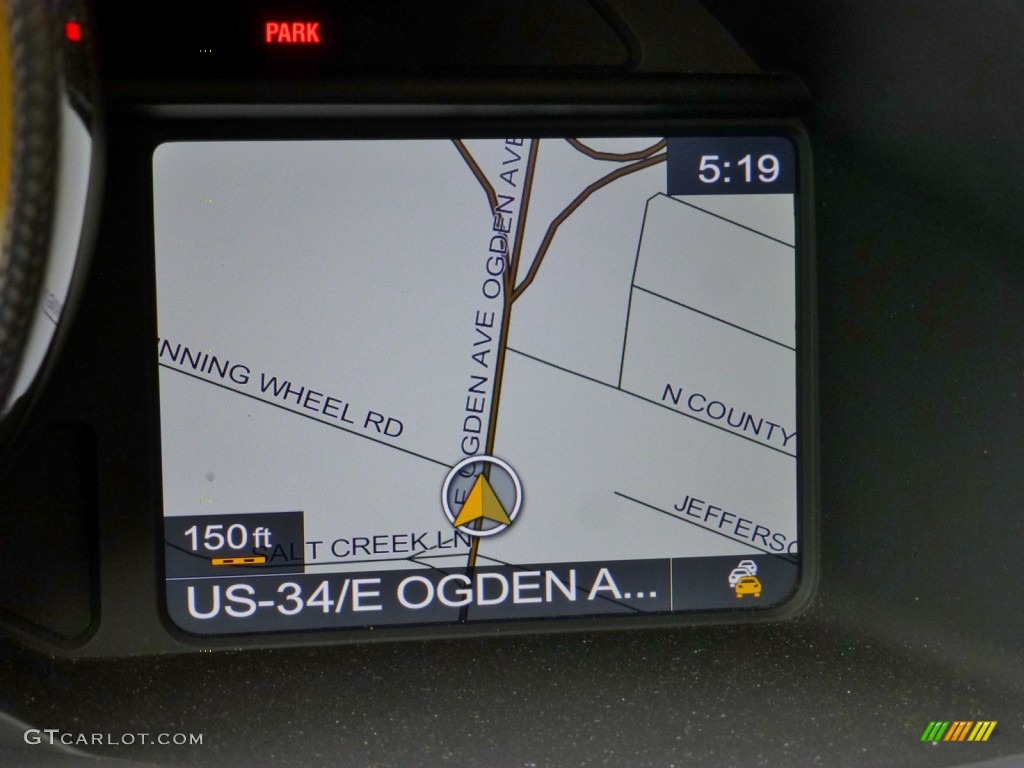 PARK
5:19
E OGDEN AVE OGDEN AVE
NNING WHEEL RD
N COUNTY
JEFFERSO
150 ft
SALT CREEK LN
US-34/E OGDEN A...
GTCARLOT.COM